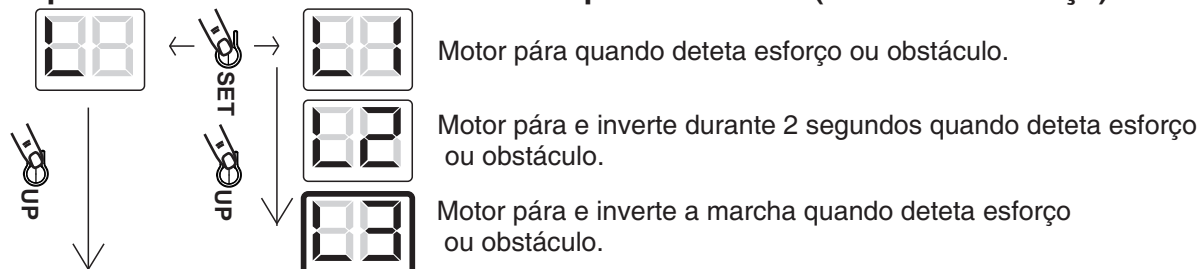 L
SET
L1
Motor pára quando deteta esforço ou obstáculo.
L2
Motor pára e inverte durante 2 segundos quando deteta esforço
ou obstáculo.
UP
UP
L3
Motor pára e inverte a marcha quando deteta esforço
ou obstáculo.